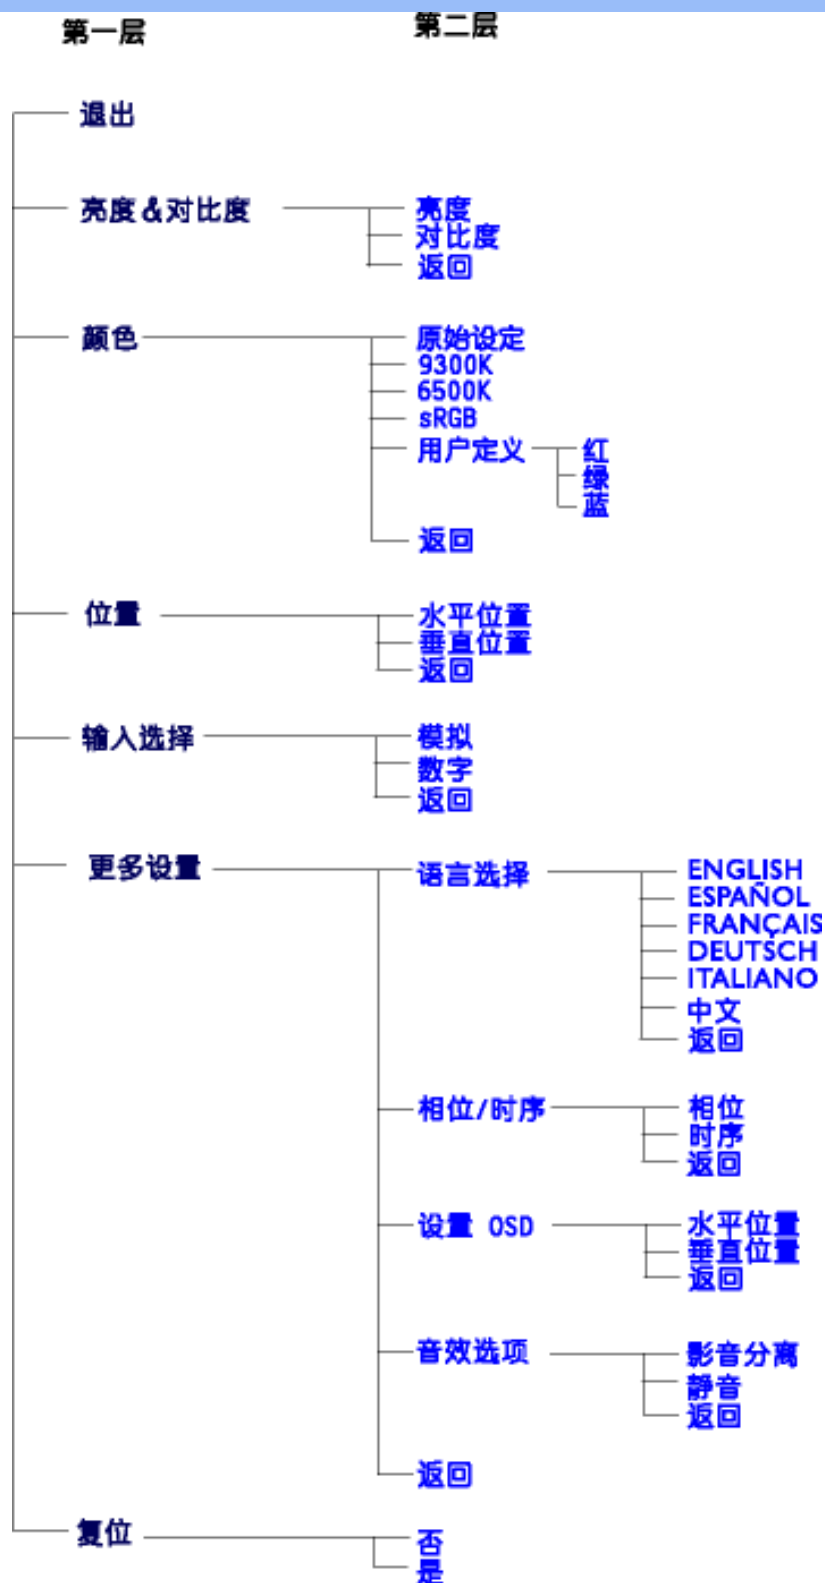 第一层 第二层
退出
亮度&对比度 亮度
对比度
返回
颜色 原始设定
9300K
6500K
sRGB
用户定义 红
绿
蓝
返回
位置 水平位置
垂直位置
返回
输入选择 模拟
数字
返回
更多设置 语言选择 ENGLISH
ESPAÑOL
FRANÇAIS
DEUTSCH
ITALIANO
中文
返回
相位/时序 相位
时序
返回
设置 OSD 水平位置
垂直位置
返回
音效选项 影音分离
静音
返回
返回
复位 否
是